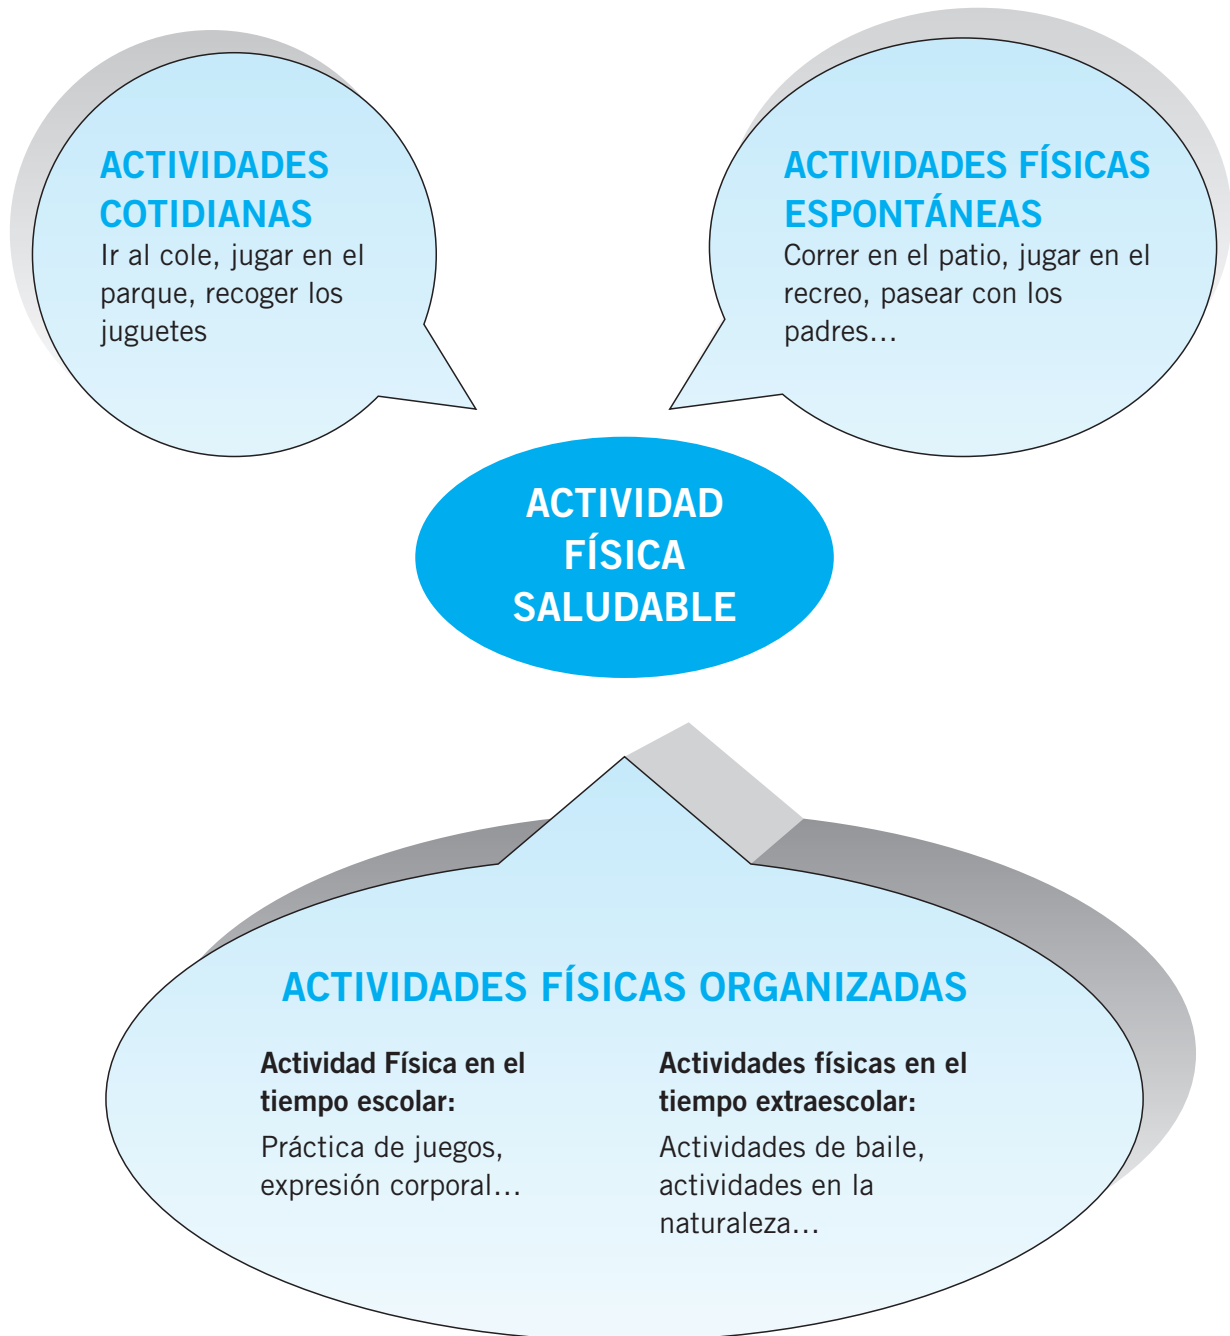 ACTIVIDADES
COTIDIANAS
Ir al cole, jugar en el
parque, recoger los
juguetes
ACTIVIDADES FÍSICAS
ESPONTÁNEAS
Correr en el patio, jugar en el
recreo, pasear con los
padres…
ACTIVIDAD
FÍSICA
SALUDABLE
ACTIVIDADES FÍSICAS ORGANIZADAS
Actividad Física en el
tiempo escolar:
Práctica de juegos,
expresión corporal…
Actividades físicas en el
tiempo extraescolar:
Actividades de baile,
actividades en la
naturaleza…